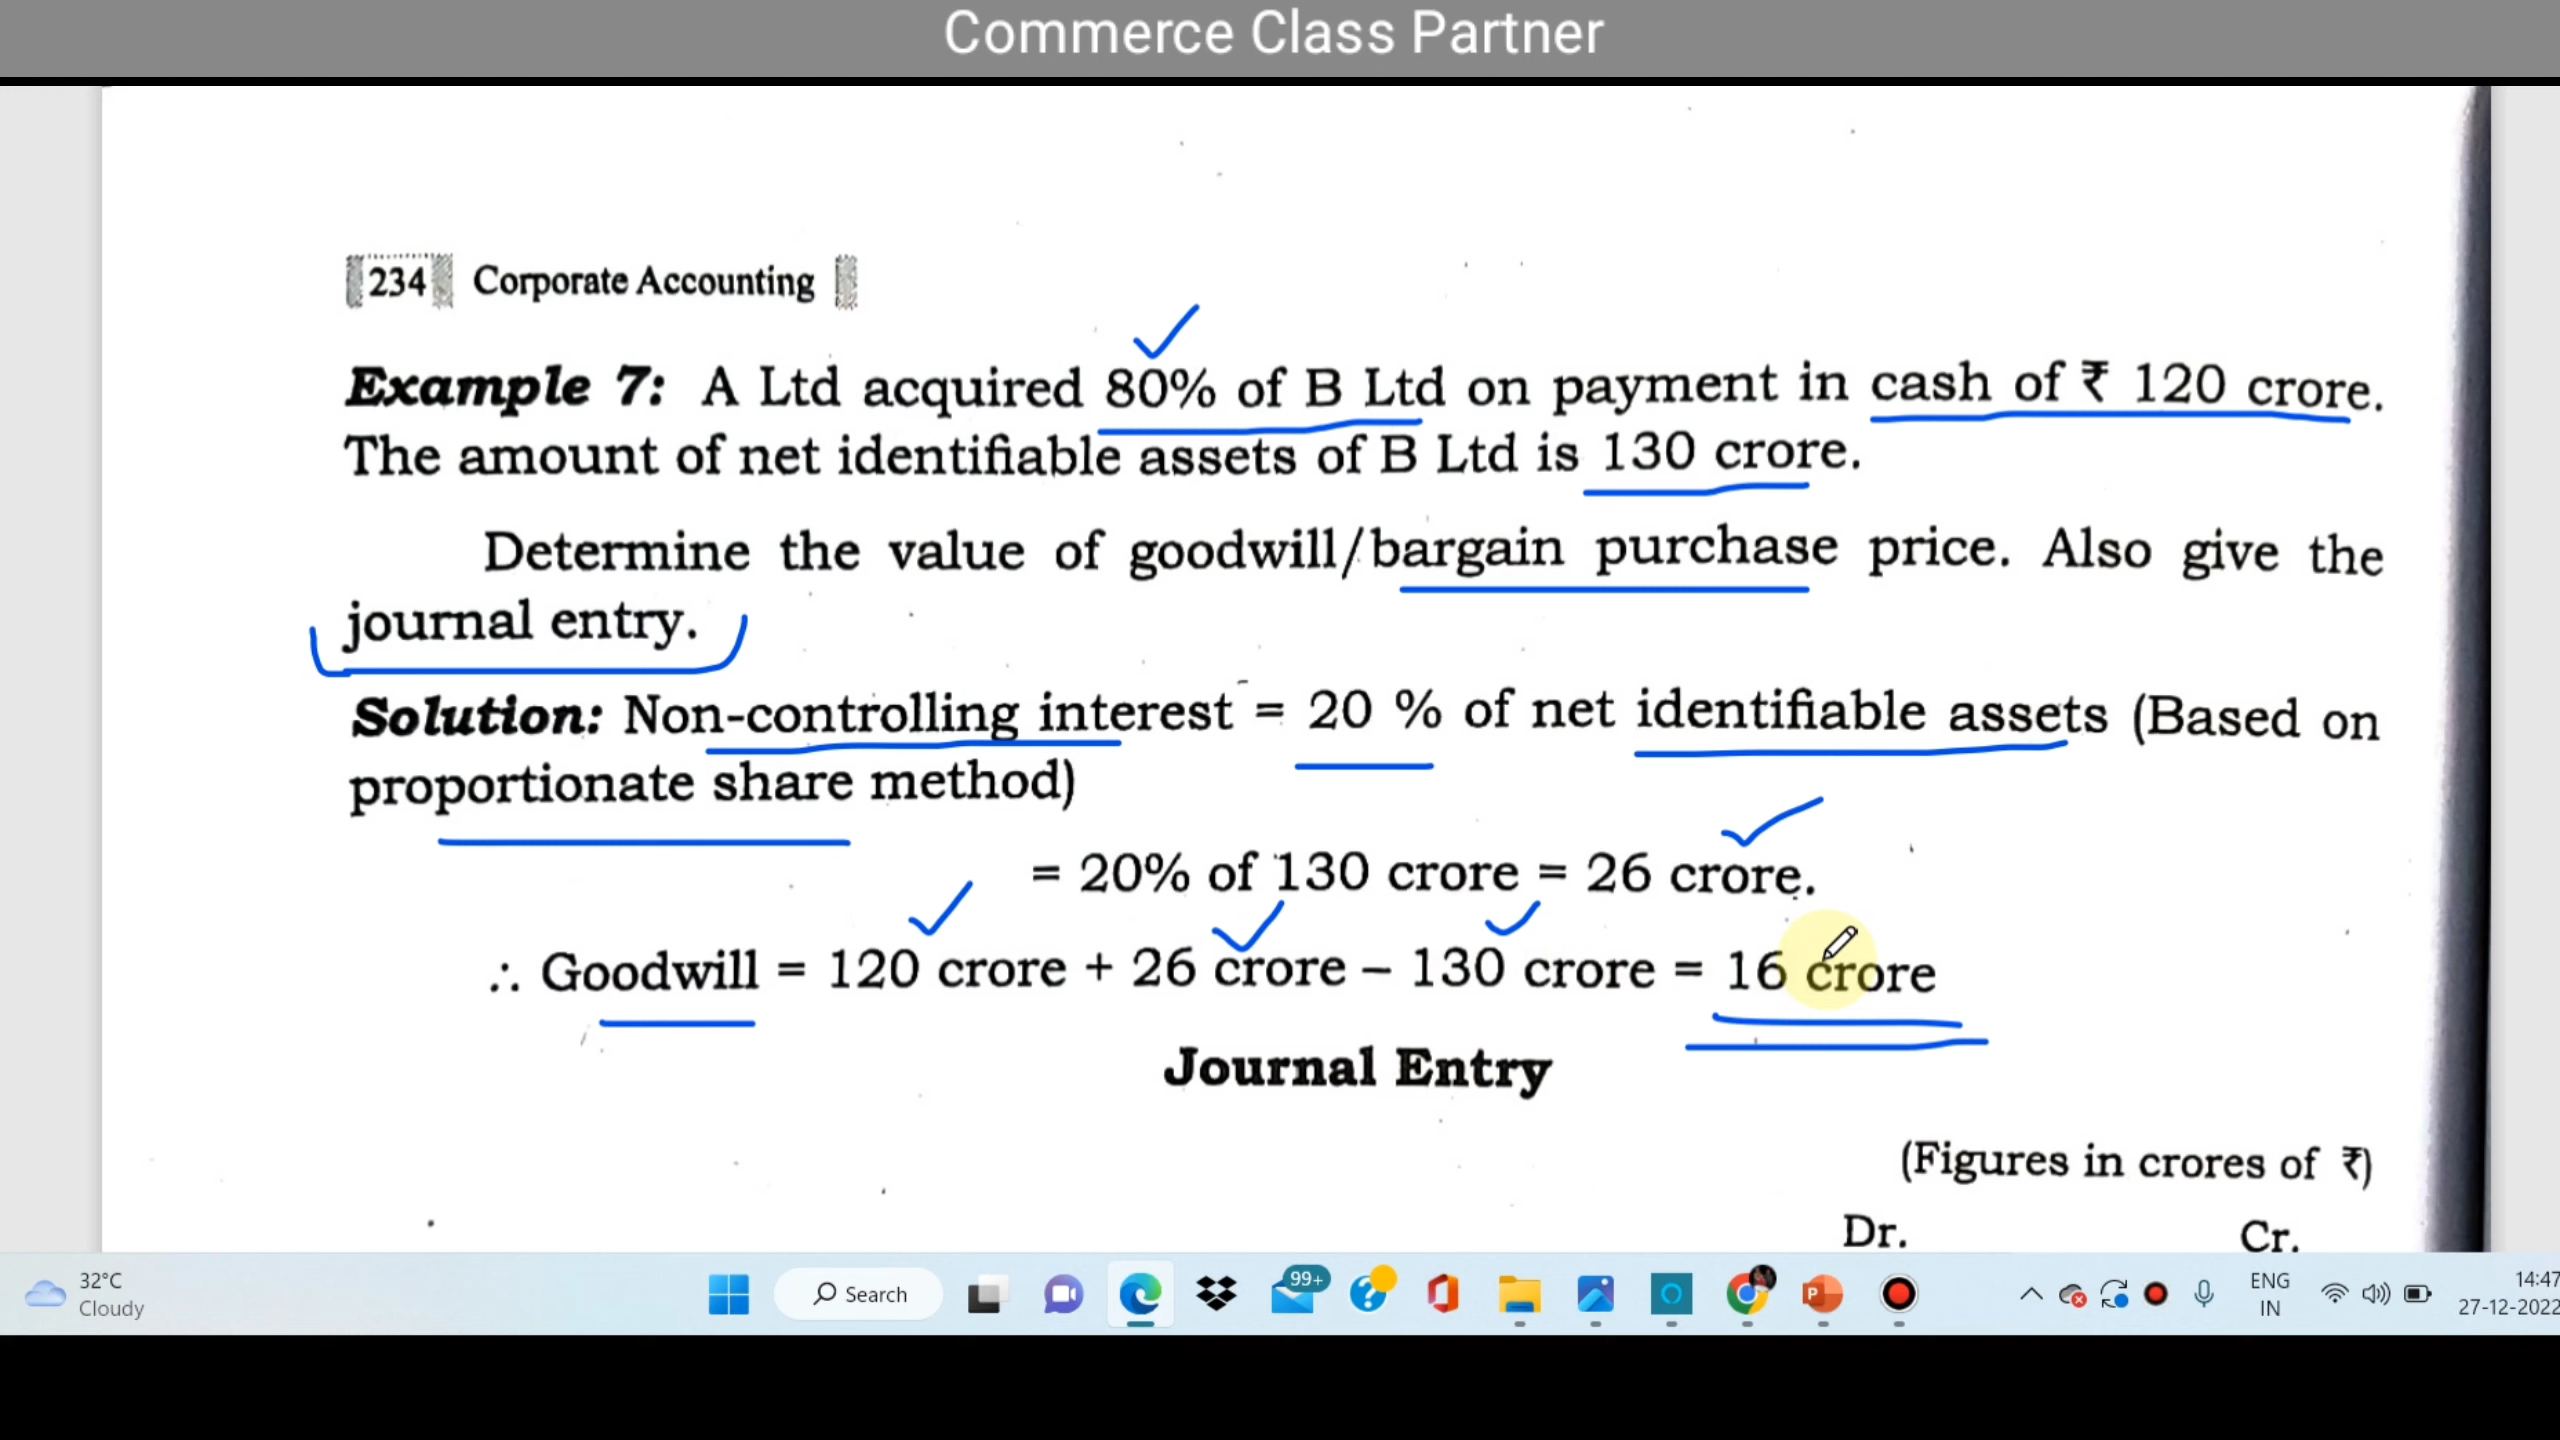 Commerce Class Partner
234 Corporate Accounting
Example 7: A Ltd acquired 80% of B Ltd on payment in cash of ₹ 120 crore.
The amount of net identifiable assets of B Ltd is 130 crore.
Determine the value of goodwill/bargain purchase price. Also give the
journal entry.
Solution: Non-controlling interest = 20 % of net identifiable assets (Based on
proportionate share method)
= 20% of 130 crore = 26 crore.
∴ Goodwill = 120 crore + 26 crore – 130 crore = 16 crore
Journal Entry
(Figures in crores of ₹)
Dr. Cr.
32°C
Cloudy
Search
99+
ENG
IN
14:47
27-12-2022